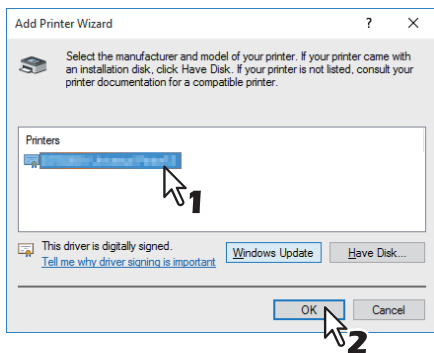 Add Printer Wizard
? ×
Select the manufacturer and model of your printer. If your printer came with
an installation disk, click Have Disk. If your printer is not listed, consult your
printer documentation for a compatible printer.
Printers
1
This driver is digitally signed.
Tell me why driver signing is important
Windows Update
Have Disk...
OK
Cancel
2